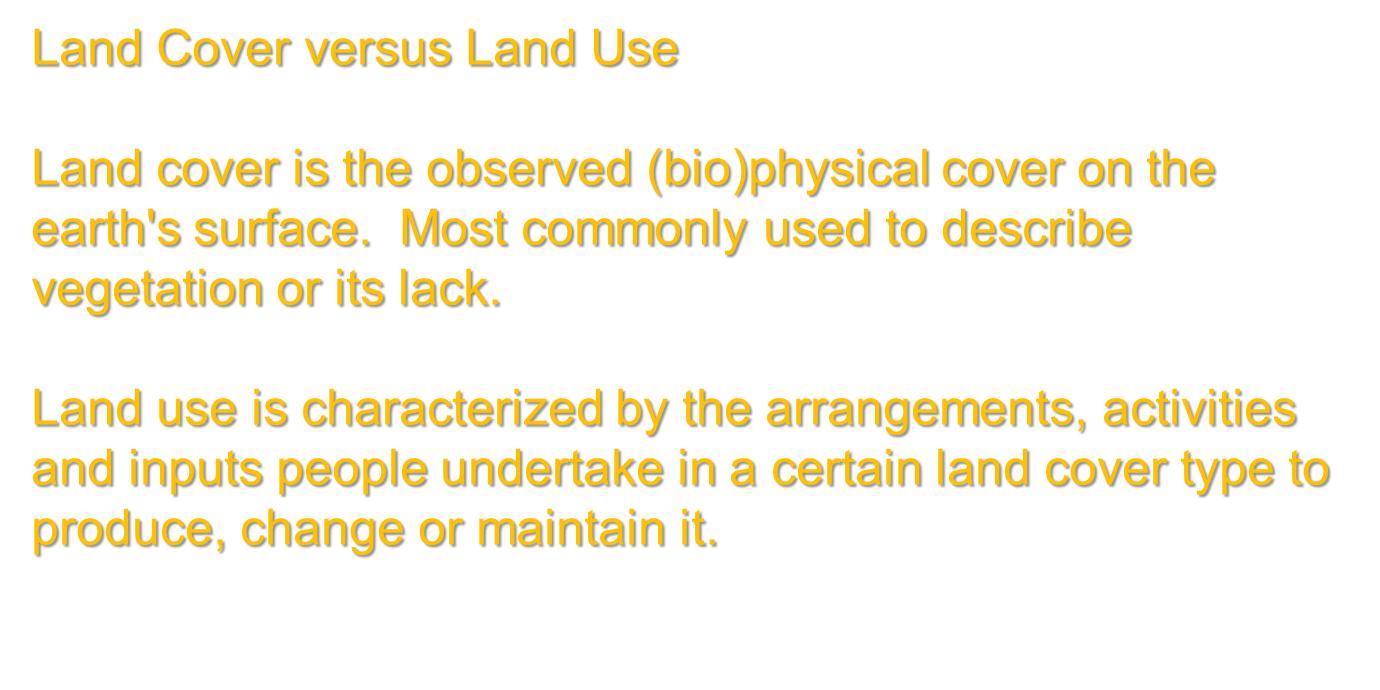 Land Cover versus Land Use
Land cover is the observed (bio)physical cover on the
earth's surface.  Most commonly used to describe
vegetation or its lack.
Land use is characterized by the arrangements, activities
and inputs people undertake in a certain land cover type to
produce, change or maintain it.